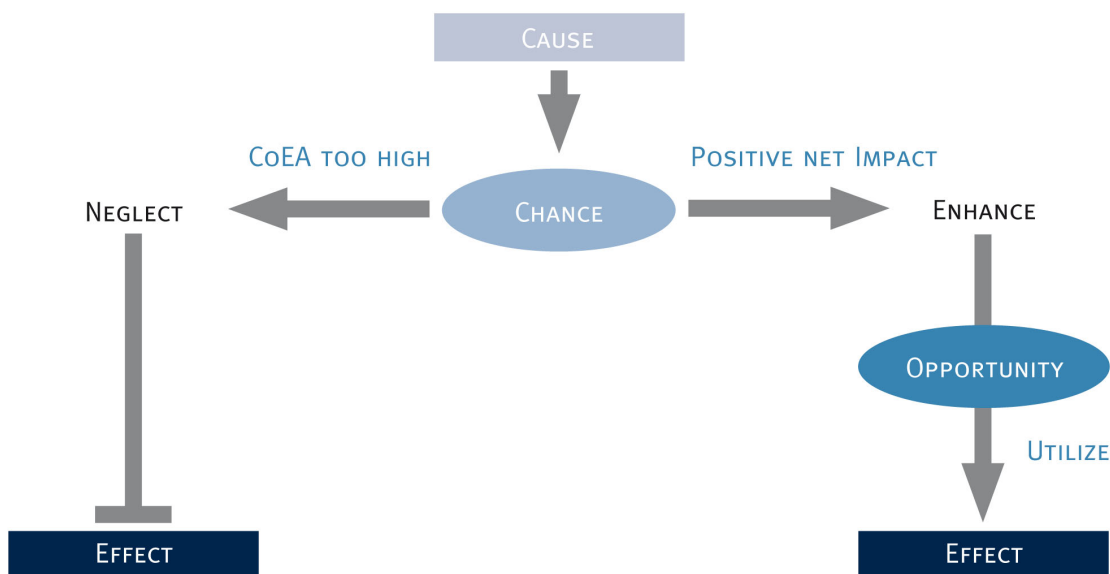 Cause
CoEA too high
Positive net Impact
Neglect
Chance
Enhance
Opportunity
Utilize
Effect
Effect